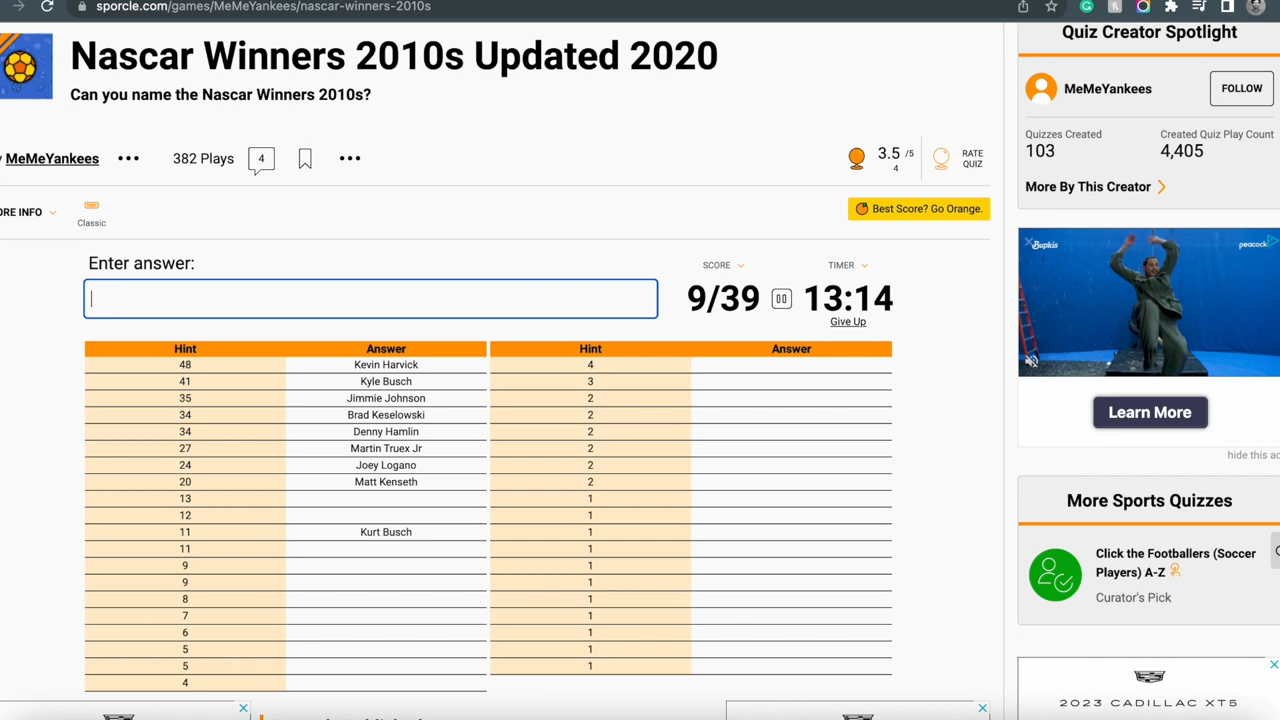 sporcle.com/games/MeMeYankees/nascar-winners-2010s
Nascar Winners 2010s Updated 2020
Can you name the Nascar Winners 2010s?
MeMeYankees
382 Plays
4
3.5 /5
4
RATE
QUIZ
ORE INFO
Classic
Best Score? Go Orange.
Enter answer:
SCORE
TIMER
9/39
13:14
Give Up
Hint Answer Hint Answer
48 Kevin Harvick 4
41 Kyle Busch 3
35 Jimmie Johnson 2
34 Brad Keselowski 2
34 Denny Hamlin 2
27 Martin Truex Jr 2
24 Joey Logano 2
20 Matt Kenseth 2
13 1
12 1
11 Kurt Busch 1
11 1
9 1
9 1
8 1
7 1
6 1
5 1
5 1
4
Quiz Creator Spotlight
MeMeYankees
FOLLOW
Quizzes Created
103
Created Quiz Play Count
4,405
More By This Creator
Bupkis
peacock
Learn More
hide this ad
More Sports Quizzes
Click the Footballers (Soccer
Players) A-Z
Curator's Pick
2023 CADILLAC XT5